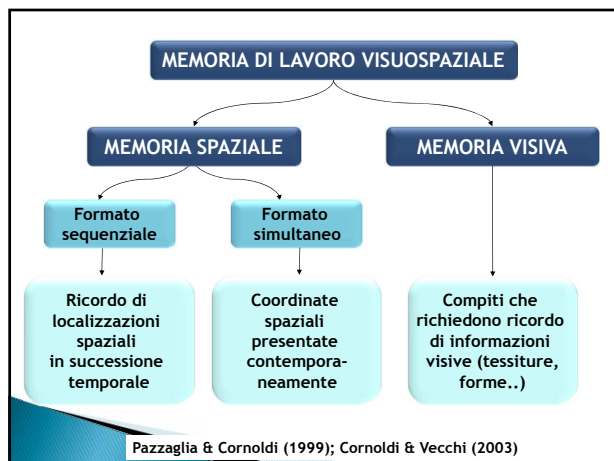 MEMORIA DI LAVORO VISUOSPAZIALE
MEMORIA SPAZIALE
MEMORIA VISIVA
Formato
sequenziale
Formato
simultaneo
Ricordo di
localizzazioni
spaziali
in successione
temporale
Coordinate
spaziali
presentate
contempora-
neamente
Compiti che
richiedono ricordo
di informazioni
visive (tessiture,
forme..)
Pazzaglia & Cornoldi (1999); Cornoldi & Vecchi (2003)